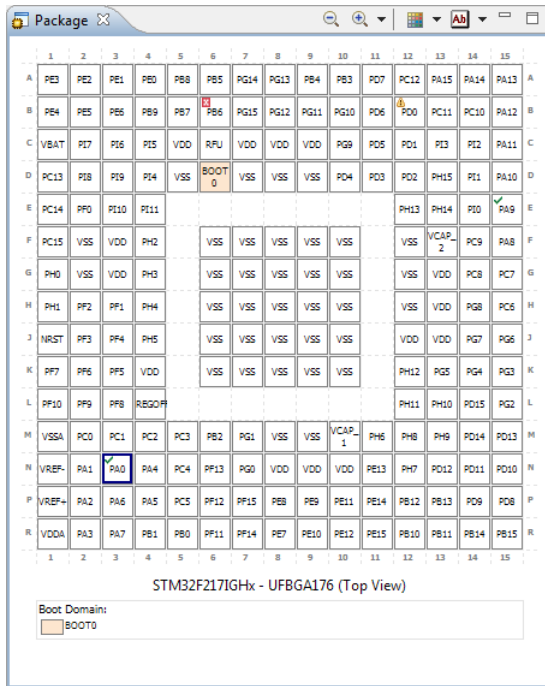 Package
Ab
1 2 3 4 5 6 7 8 9 10 11 12 13 14 15
A PE3 PE2 PE1 PE0 PB8 PB5 PG14 PG13 PB4 PB3 PD7 PC12 PA15 PA14 PA13 A
B PE4 PE5 PE6 PB9 PB7 PB6 PG15 PG12 PG11 PG10 PD6 PD0 PC11 PC10 PA12 B
C VBAT PI7 PI6 PI5 VDD RFU VDD VDD VDD PG9 PD5 PD1 PI3 PI2 PA11 C
D PC13 PI8 PI9 PI4 VSS BOOT0 VSS VSS VSS PD4 PD3 PD2 PH15 PI1 PA10 D
E PC14 PF0 PI10 PI11 PH13 PH14 PI0 PA9 E
F PC15 VSS VDD PH2 VSS VSS VSS VSS VSS VSS VCAP_2 PC9 PA8 F
G PH0 VSS VDD PH3 VSS VSS VSS VSS VSS VSS VDD PC8 PC7 G
H PH1 PF2 PF1 PH4 VSS VSS VSS VSS VSS VSS VDD PG8 PC6 H
J NRST PF3 PF4 PH5 VSS VSS VSS VSS VSS VDD VDD PG7 PG6 J
K PF7 PF6 PF5 VDD VSS VSS VSS VSS VSS PH12 PG5 PG4 PG3 K
L PF10 PF9 PF8 REGOFF PH11 PH10 PD15 PG2 L
M VSSA PC0 PC1 PC2 PC3 PB2 PG1 VSS VSS VCAP_1 PH6 PH8 PH9 PD14 PD13 M
N VREF- PA1 PA0 PA4 PC4 PF13 PG0 VDD VDD VDD PE13 PH7 PD12 PD11 PD10 N
P VREF+ PA2 PA6 PA5 PC5 PF12 PF15 PE8 PE9 PE11 PE14 PB12 PB13 PD9 PD8 P
R VDDA PA3 PA7 PB1 PB0 PF11 PF14 PE7 PE10 PE12 PE15 PB10 PB11 PB14 PB15 R
1 2 3 4 5 6 7 8 9 10 11 12 13 14 15
STM32F217IGHx - UFBGA176 (Top View)
Boot Domain:
BOOT0